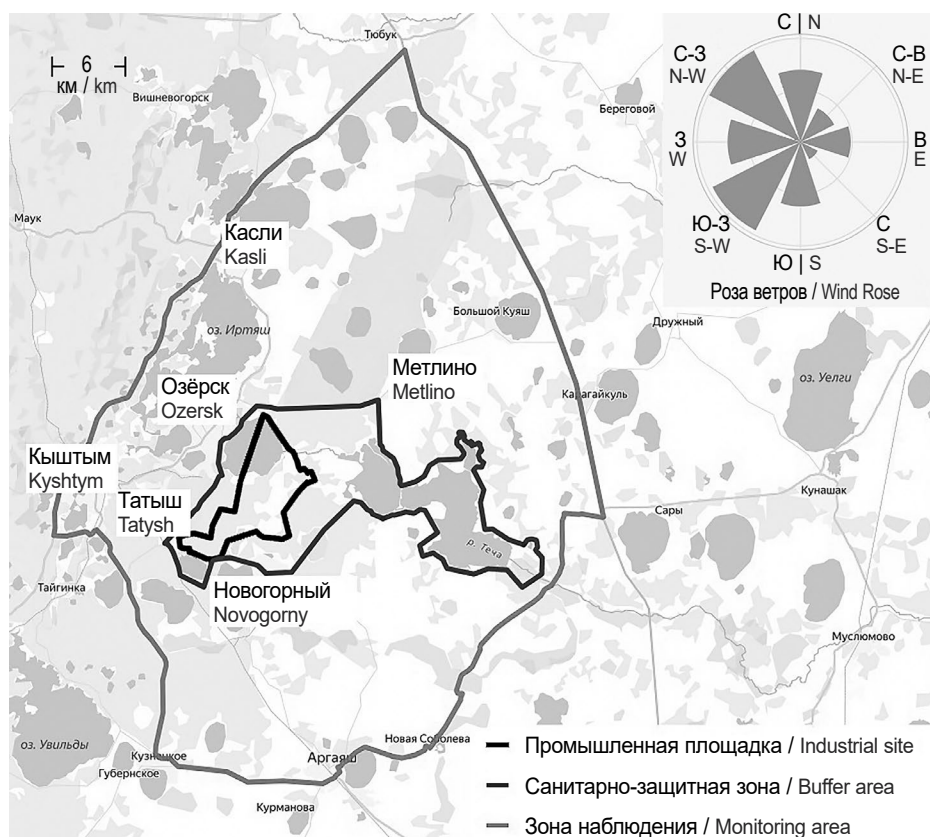 Тюбук
6
км / km
Вишневогорск
Береговой
Маук
Касли
Kasli
оз. Иртяш
Большой Куяш
Дружный
Метлино
Metlino
Озёрск
Ozersk
Карагайкуль
оз. Уелги
Кыштым
Kyshtym
Татыш
Tatysh
Кунашак
Сары
р. Теча
Тайгинка
Новогорный
Novogorny
Муслюмово
оз. Увильды
Кузнецкое
Губернское
Аргаяш
Новая Соболева
Курманова
С | N
С-З
N-W
С-В
N-E
З
W
В
E
Ю-З
S-W
С
S-E
Ю | S
Роза ветров / Wind Rose
Промышленная площадка / Industrial site
Санитарно-защитная зона / Buffer area
Зона наблюдения / Monitoring area